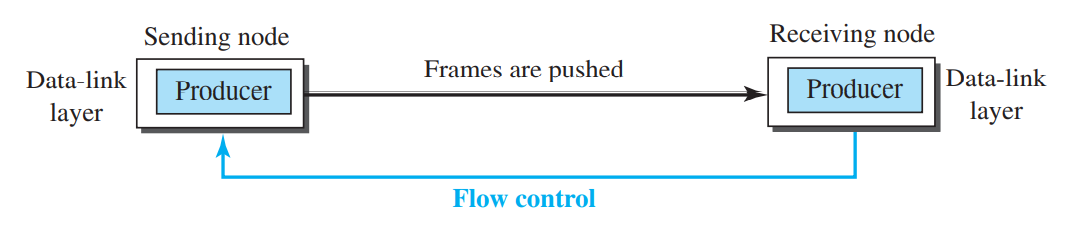 Sending node
Receiving node
Data-link
layer
Producer
Frames are pushed
Producer
Data-link
layer
Flow control